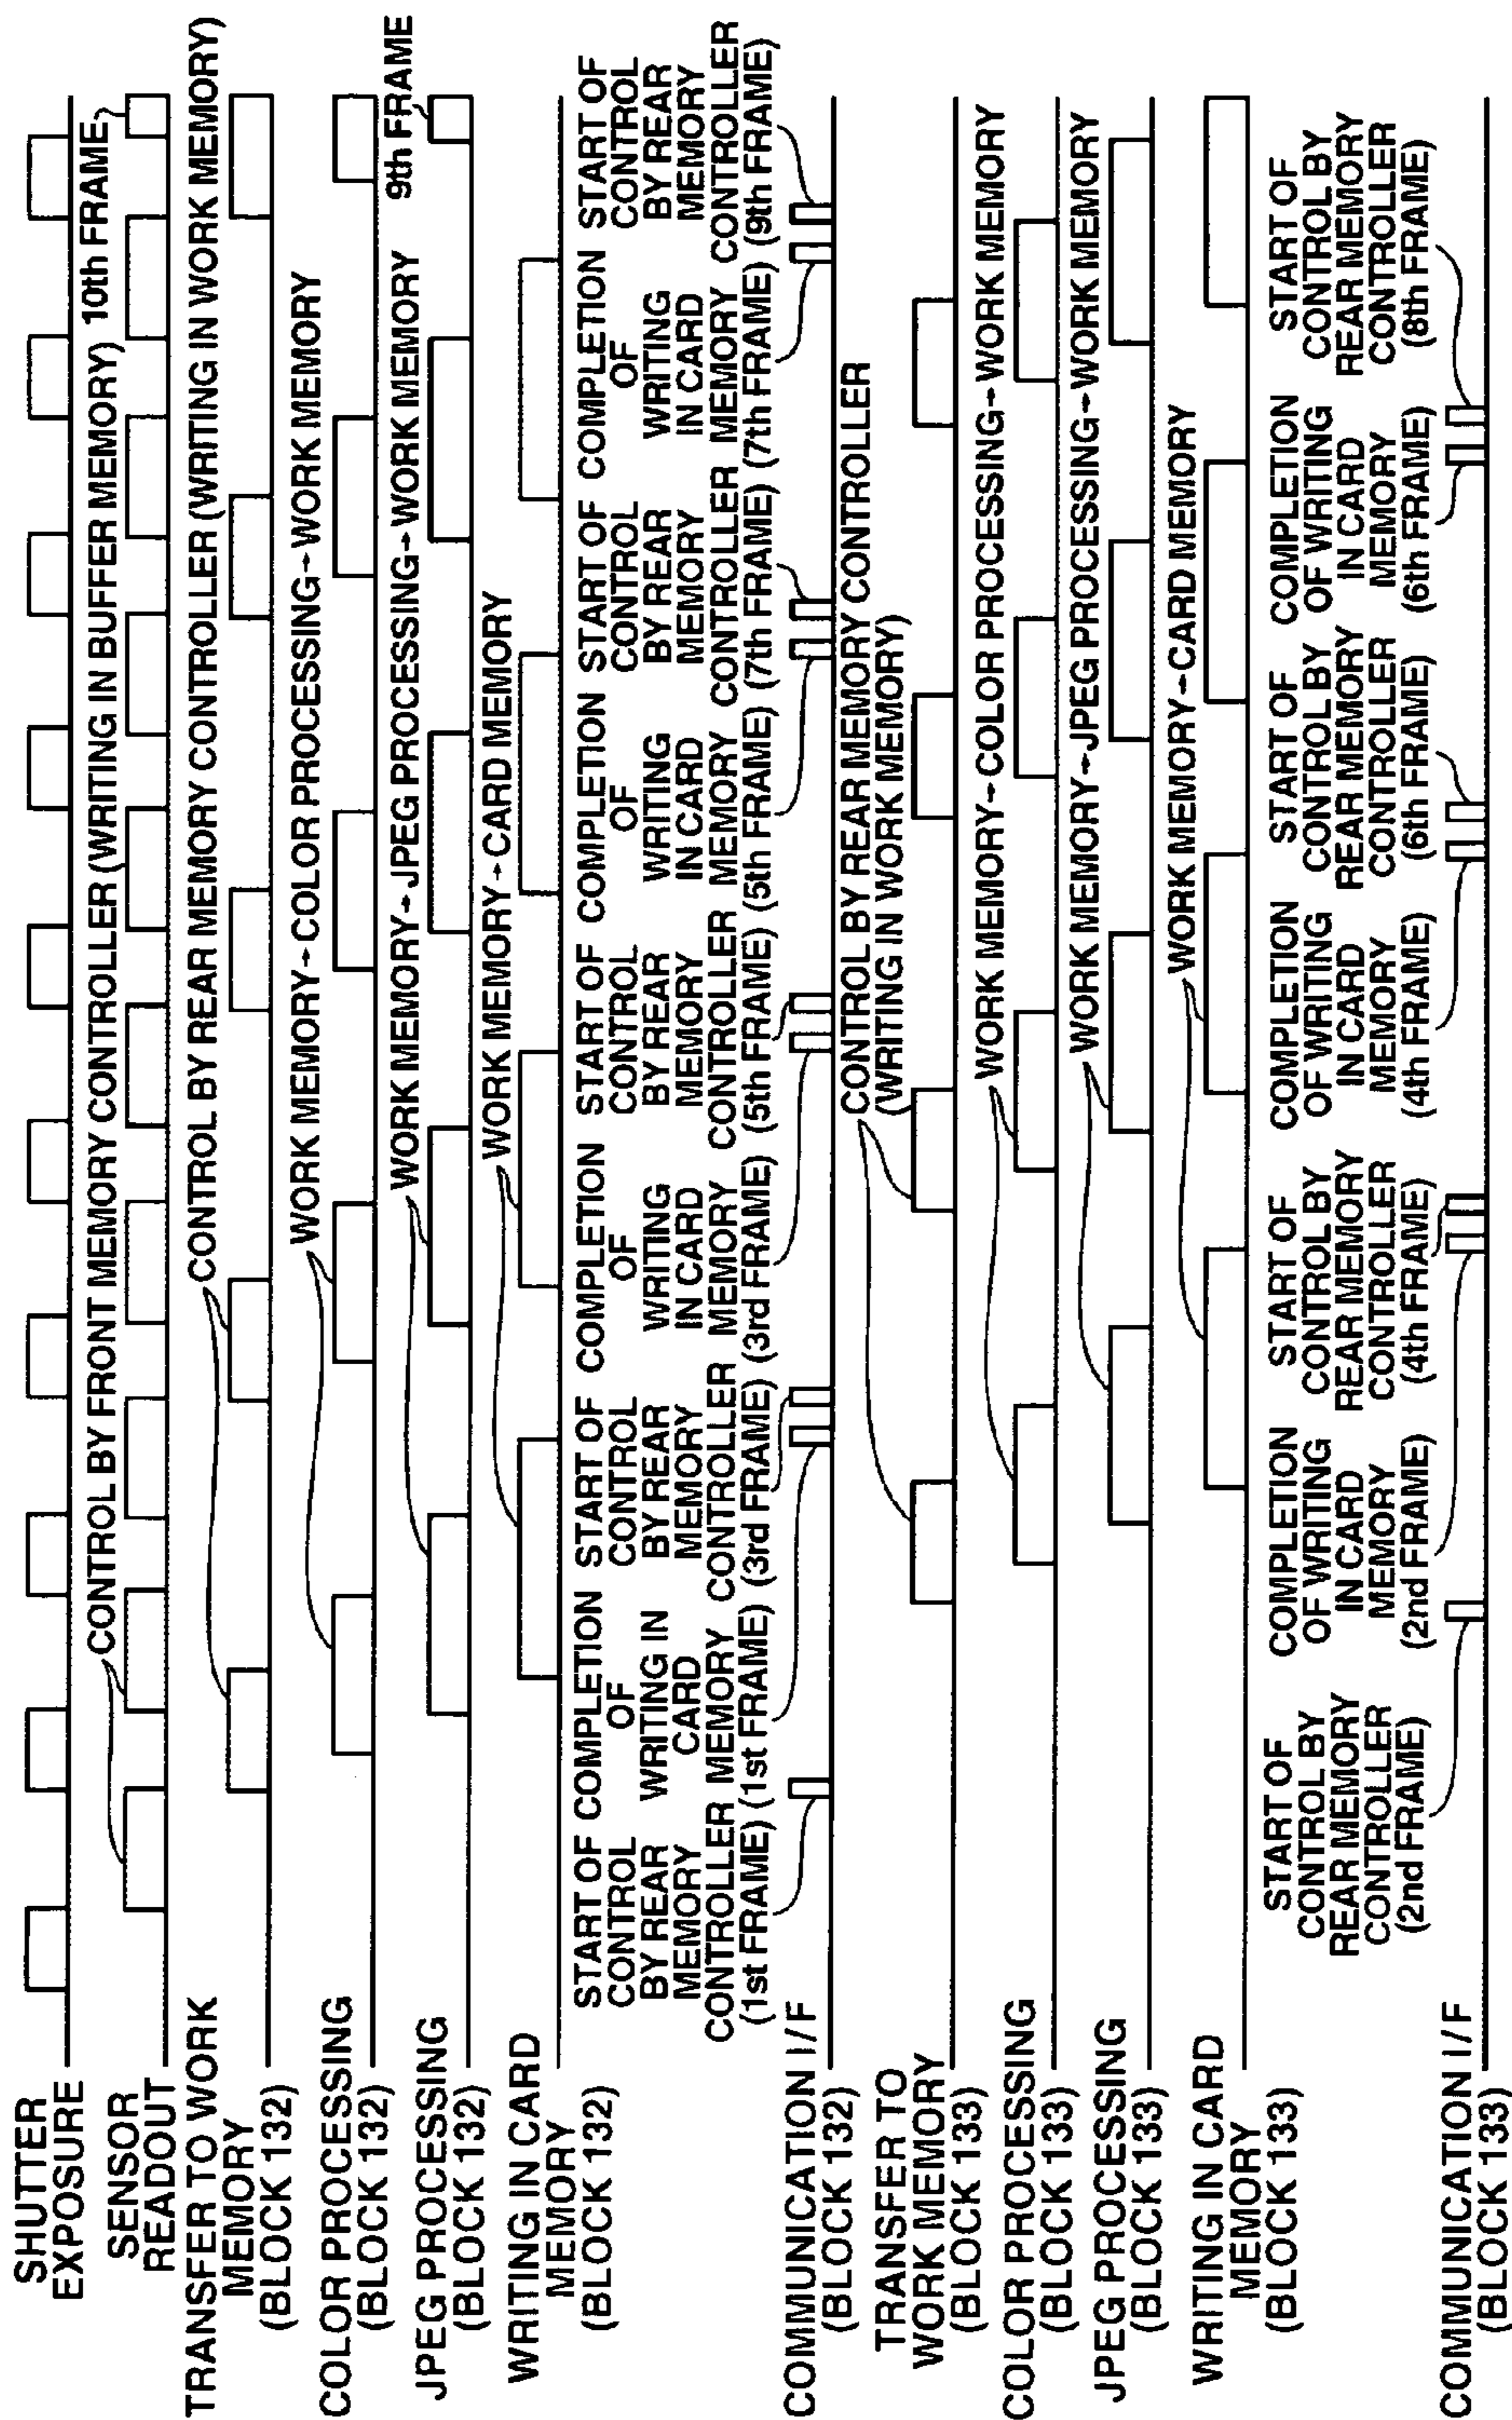 SHUTTER
EXPOSURE
SENSOR
READOUT
CONTROL BY FRONT MEMORY CONTROLLER (WRITING IN BUFFER MEMORY)
10th FRAME
TRANSFER TO WORK
MEMORY
(BLOCK 132)
CONTROL BY REAR MEMORY CONTROLLER (WRITING IN WORK MEMORY)
COLOR PROCESSING
(BLOCK 132)
WORK MEMORY→COLOR PROCESSING→WORK MEMORY
JPEG PROCESSING
(BLOCK 132)
WORK MEMORY→JPEG PROCESSING→WORK MEMORY
9th FRAME
WRITING IN CARD
MEMORY
(BLOCK 132)
WORK MEMORY→CARD MEMORY
START OF
CONTROL
BY REAR
MEMORY
CONTROLLER
(1st FRAME)
COMPLETION
OF
WRITING IN
CARD
MEMORY
(1st FRAME)
START OF
CONTROL
BY REAR
MEMORY
CONTROLLER
(3rd FRAME)
COMPLETION
OF
WRITING
IN CARD
MEMORY
(3rd FRAME)
START OF
CONTROL
BY REAR
MEMORY
CONTROLLER
(5th FRAME)
COMPLETION
OF
WRITING
IN CARD
MEMORY
(5th FRAME)
START OF
CONTROL
BY REAR
MEMORY
CONTROLLER
(7th FRAME)
COMPLETION
OF
WRITING
IN CARD
MEMORY
(7th FRAME)
START OF
CONTROL
BY REAR
MEMORY
CONTROLLER
(9th FRAME)
COMMUNICATION I/F
(BLOCK 132)
TRANSFER TO
WORK MEMORY
(BLOCK 133)
CONTROL BY REAR MEMORY CONTROLLER
(WRITING IN WORK MEMORY)
COLOR PROCESSING
(BLOCK 133)
WORK MEMORY→COLOR PROCESSING→WORK MEMORY
JPEG PROCESSING
(BLOCK 133)
WORK MEMORY→JPEG PROCESSING→WORK MEMORY
WRITING IN CARD
MEMORY
(BLOCK 133)
WORK MEMORY→CARD MEMORY
START OF
CONTROL BY
REAR MEMORY
CONTROLLER
(2nd FRAME)
COMPLETION
OF WRITING
IN CARD
MEMORY
(2nd FRAME)
START OF
CONTROL BY
REAR MEMORY
CONTROLLER
(4th FRAME)
COMPLETION
OF WRITING
IN CARD
MEMORY
(4th FRAME)
START OF
CONTROL BY
REAR MEMORY
CONTROLLER
(6th FRAME)
COMPLETION
OF WRITING
IN CARD
MEMORY
(6th FRAME)
START OF
CONTROL BY
REAR MEMORY
CONTROLLER
(8th FRAME)
COMMUNICATION I/F
(BLOCK 133)